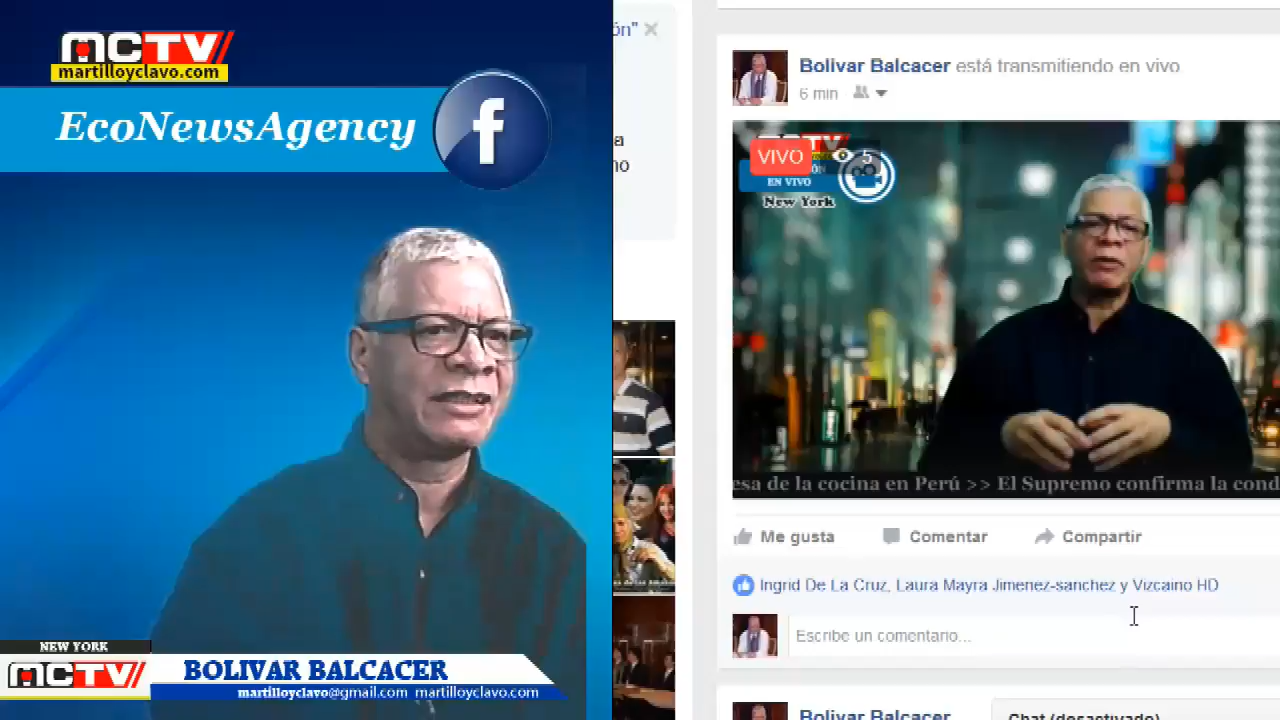 MCTV
martilloyclavo.com
EcoNewsAgency
f
NEW YORK
MCTV
BOLIVAR BALCACER
martilloyclavo@gmail.com martilloyclavo.com
ón"
a
no
Bolivar Balcacer está transmitiendo en vivo
6 min
MCTV
VIVO 5
ÓN
EN VIVO
New York
esa de la cocina en Perú >> El Supremo confirma la cond
Me gusta Comentar Compartir
Ingrid De La Cruz, Laura Mayra Jimenez-sanchez y Vizcaino HD
Escribe un comentario...
Bolivar Balcacer
Chat (desactivado)